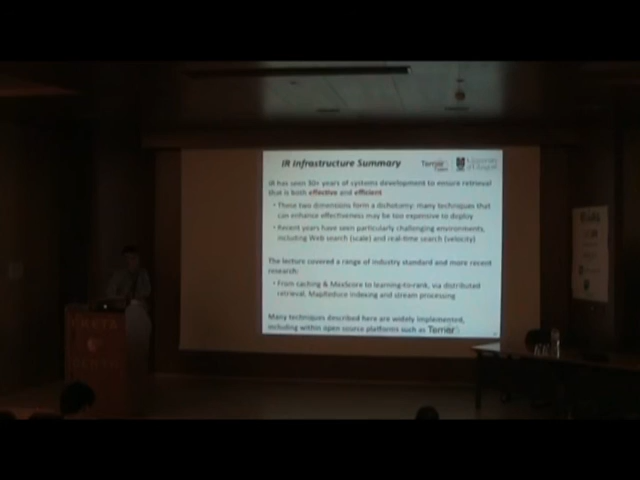 IR Infrastructure Summary
Terrier
University
of Glasgow
IR has seen 30+ years of systems development to ensure retrieval
that is both effective and efficient
• These two dimensions form a dichotomy: many techniques that
can enhance effectiveness may be too expensive to deploy
• Recent years have seen particularly challenging environments,
including Web search (scale) and real-time search (velocity)
The lecture covered a range of industry standard and more recent
research:
• From caching & MaxScore to learning-to-rank, via distributed
retrieval, MapReduce indexing and stream processing
Many techniques described here are widely implemented,
including within open source platforms such as Terrier